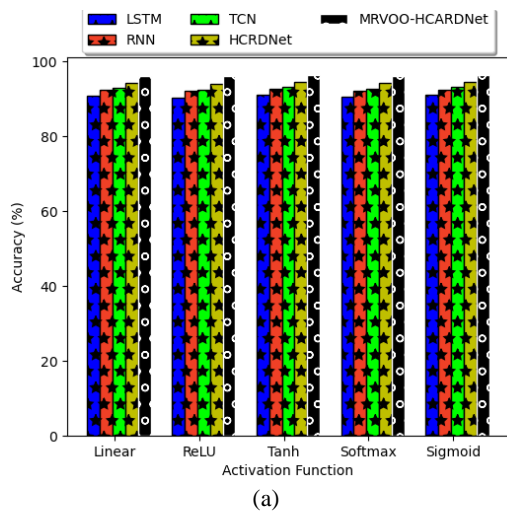 LSTM TCN MRVOO-HCARDNet
RNN HCRDNet
100
80
60
40
20
0
Accuracy (%)
Linear ReLU Tanh Softmax Sigmoid
Activation Function
(a)